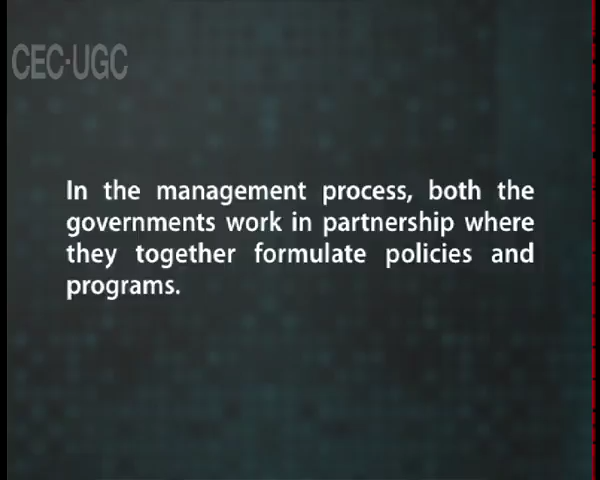 CEC-UGC
In the management process, both the
governments work in partnership where
they together formulate policies and
programs.